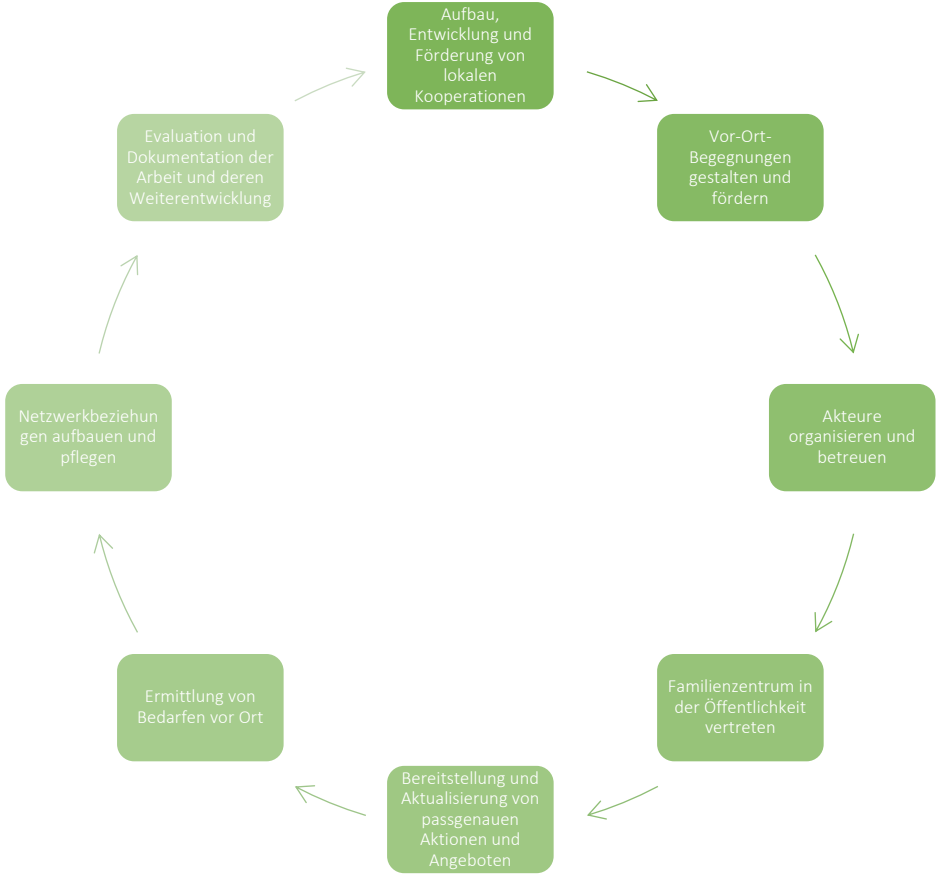 Aufbau,
Entwicklung und
Förderung von
lokalen
Kooperationen
Vor-Ort-
Begegnungen
gestalten und
fördern
Akteure
organisieren und
betreuen
Familienzentrum in
der Öffentlichkeit
vertreten
Bereitstellung und
Aktualisierung von
passgenauen
Aktionen und
Angeboten
Ermittlung von
Bedarfen vor Ort
Netzwerkbeziehun
gen aufbauen und
pflegen
Evaluation und
Dokumentation der
Arbeit und deren
Weiterentwicklung